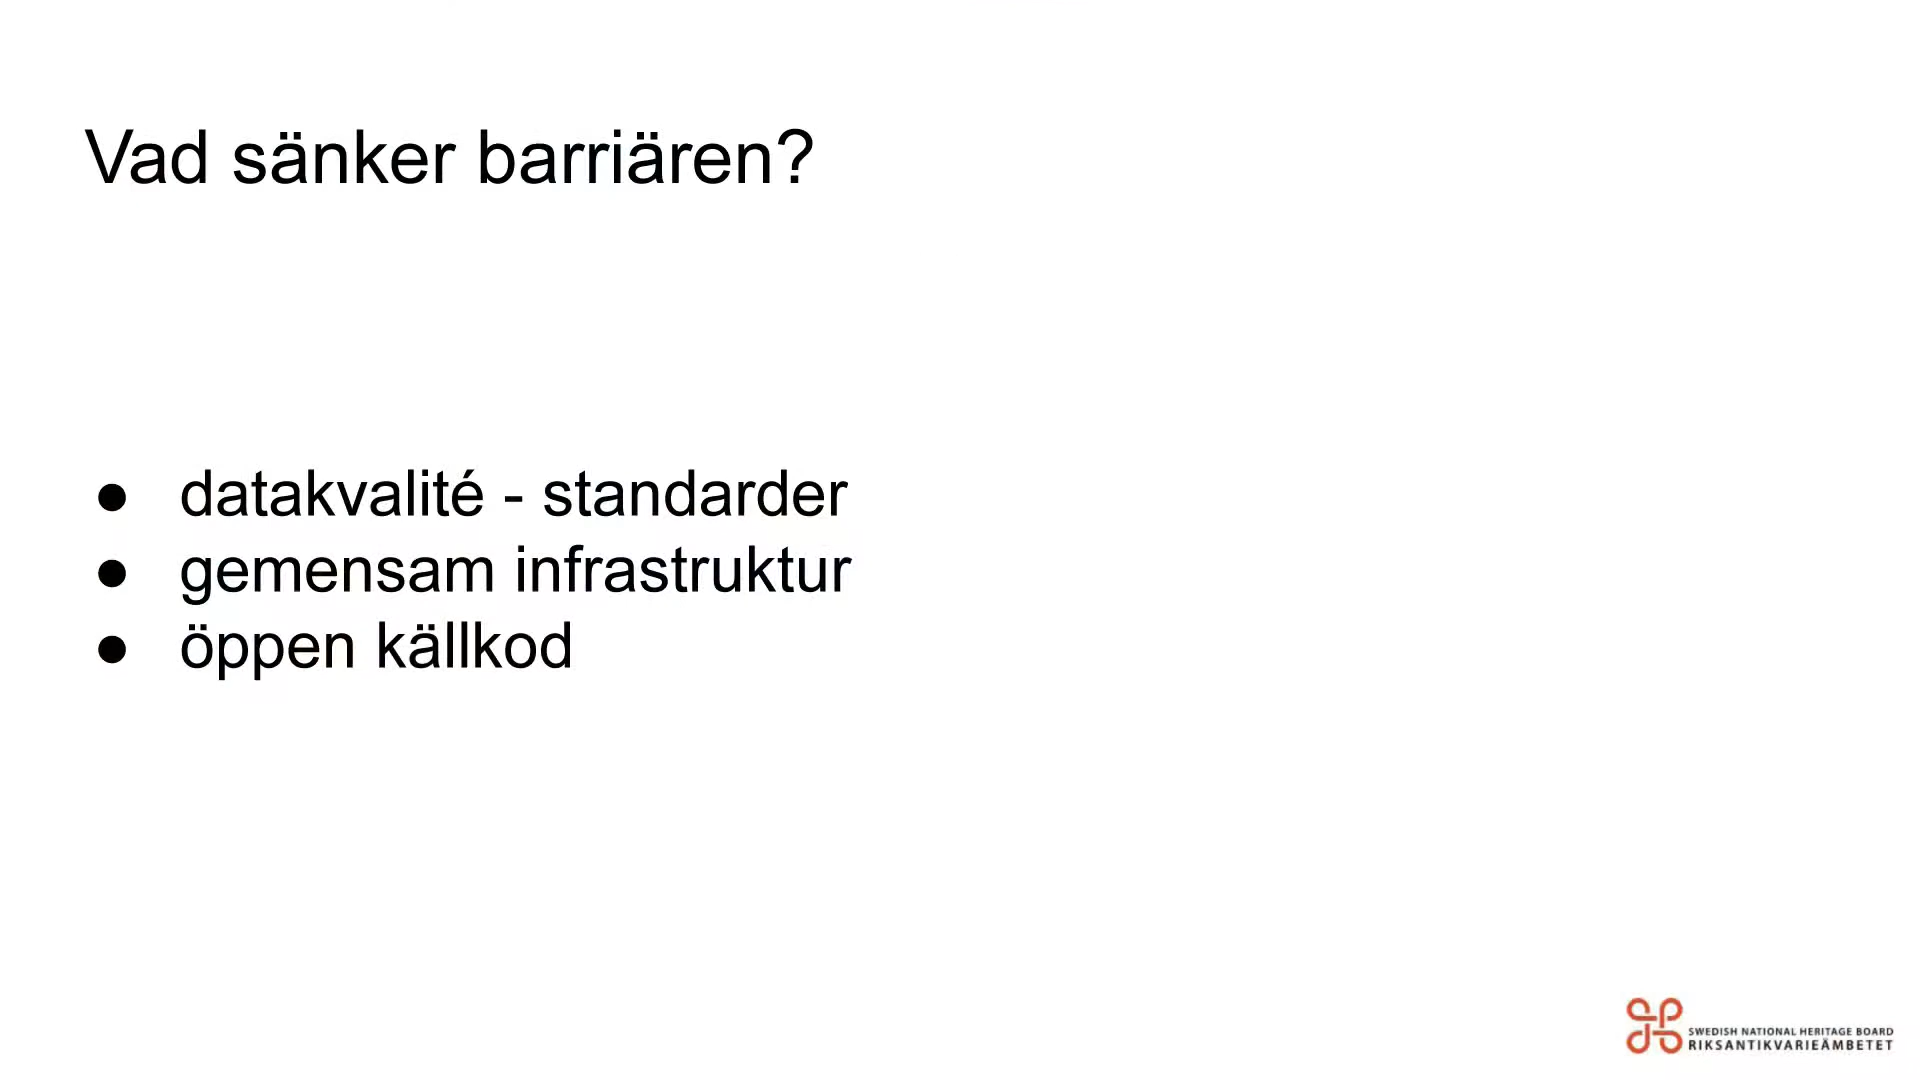 Vad sänker barriären?
● datakvalité - standarder
● gemensam infrastruktur
● öppen källkod
SWEDISH NATIONAL HERITAGE BOARD
RIKSANTIKVARIEÄMBETET